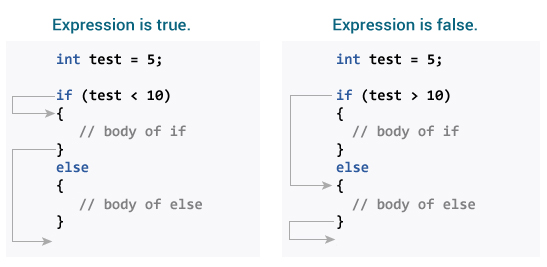 Expression is true.
int test = 5;
if (test < 10)
{
// body of if
}
else
{
// body of else
}
Expression is false.
int test = 5;
if (test > 10)
{
// body of if
}
else
{
// body of else
}